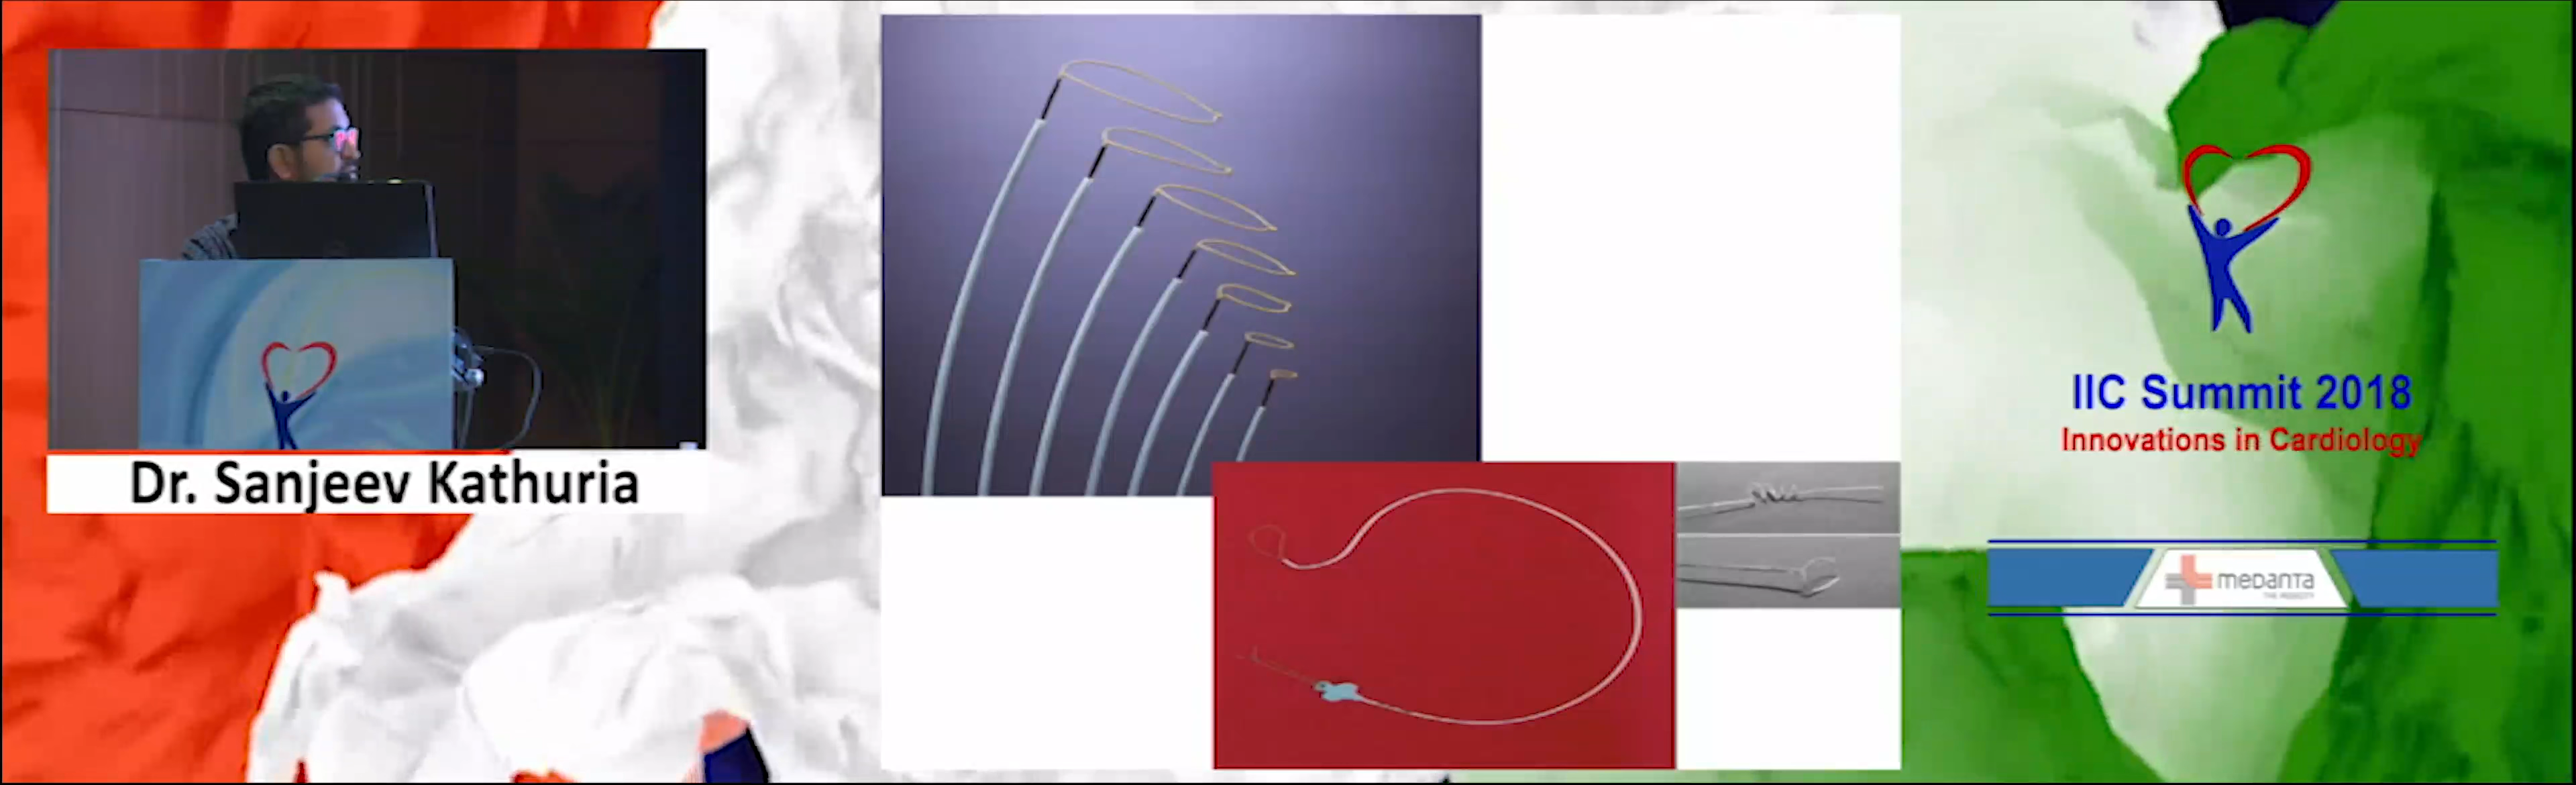 Dr. Sanjeev Kathuria
IIC Summit 2018
Innovations in Cardiology
medanta